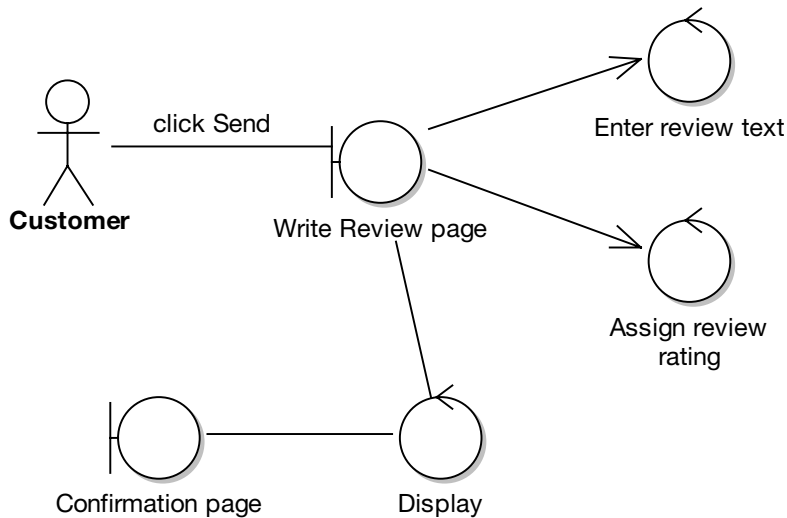 click Send
Enter review text
Customer
Write Review page
Assign review
rating
Confirmation page
Display